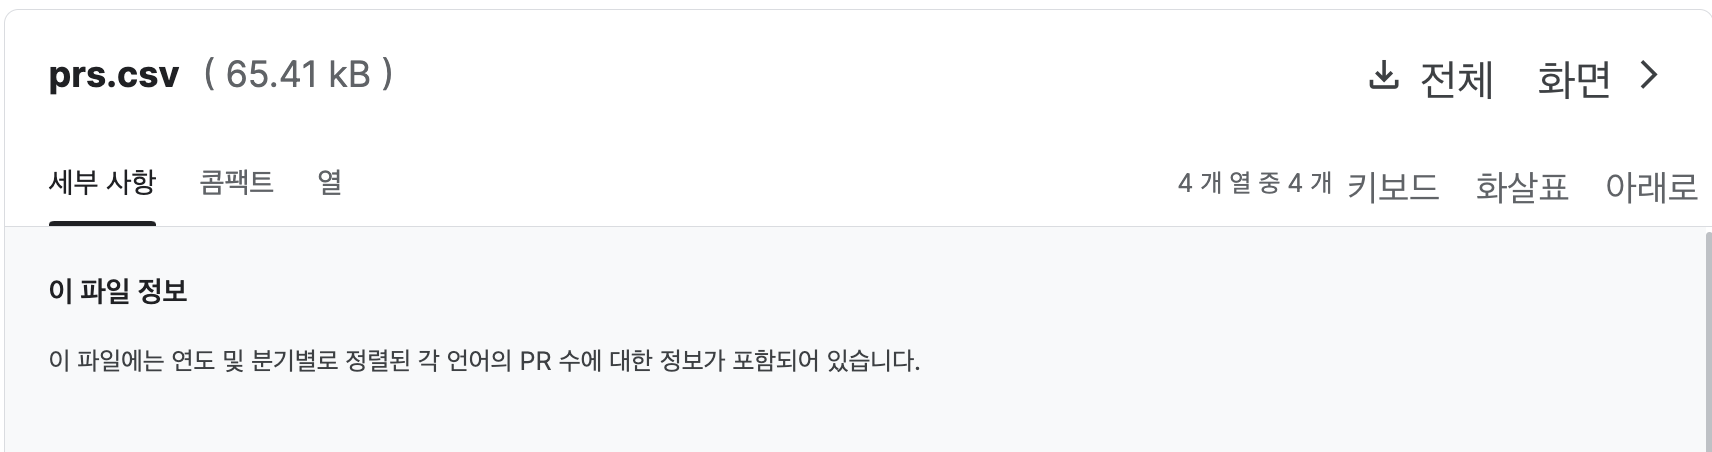 prs.csv ( 65.41 kB )
전체 화면
세부 사항 콤팩트 열
4 개 열 중 4 개 키보드 화살표 아래로
이 파일 정보
이 파일에는 연도 및 분기별로 정렬된 각 언어의 PR 수에 대한 정보가 포함되어 있습니다.